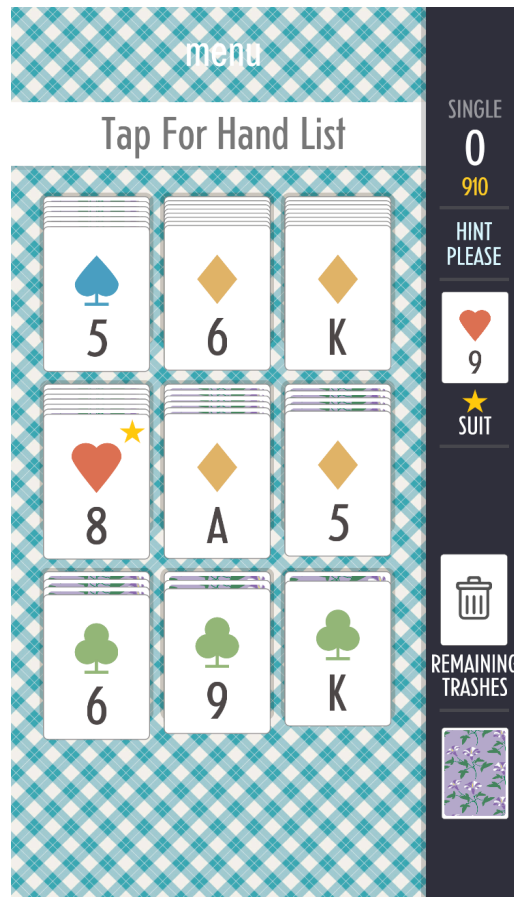 menu
Tap For Hand List
SINGLE
0
910
HINT
PLEASE
9
SUIT
5
6
K
8
A
5
6
9
K
REMAINING
TRASHES